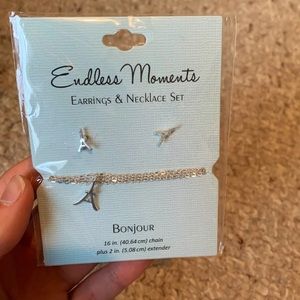 Endless Moments
EARRINGS & NECKLACE SET
BONJOUR
16 in. (40.64 cm) chain
plus 2 in. (5.08 cm) extender